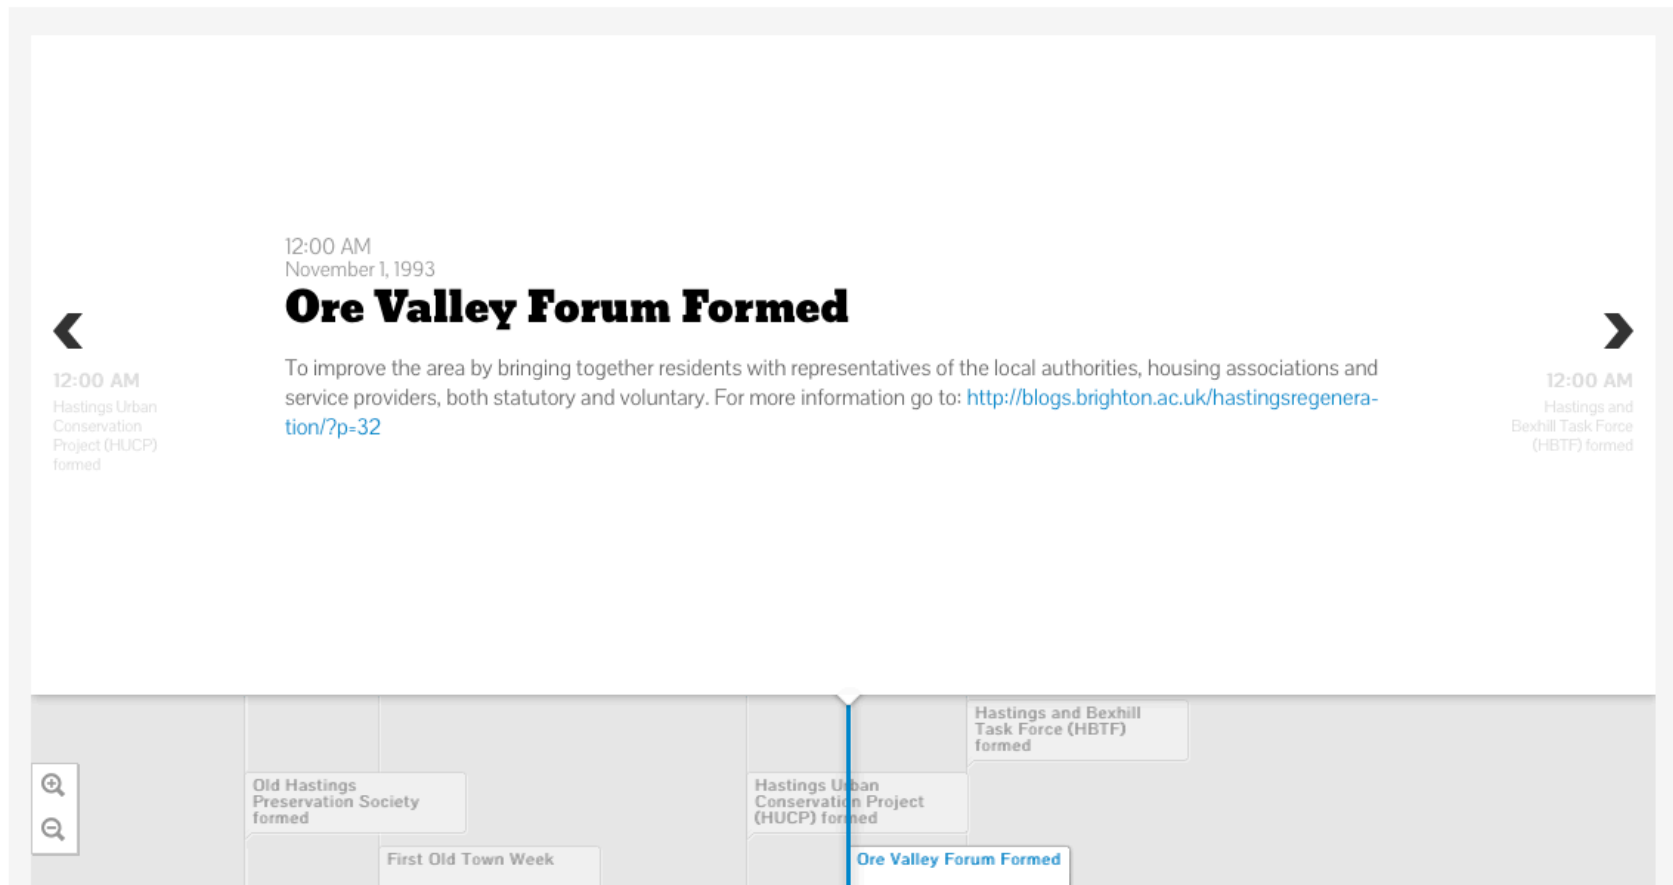 12:00 AM
November 1, 1993
Ore Valley Forum Formed
To improve the area by bringing together residents with representatives of the local authorities, housing associations and
service providers, both statutory and voluntary. For more information go to: http://blogs.brighton.ac.uk/hastingsregenera-
tion/?p=32
12:00 AM
Hastings Urban
Conservation
Project (HUCP)
formed
12:00 AM
Hastings and
Bexhill Task Force
(HBTF) formed
Hastings and Bexhill
Task Force (HBTF)
formed
Old Hastings
Preservation Society
formed
Hastings Urban
Conservation Project
(HUCP) formed
First Old Town Week
Ore Valley Forum Formed